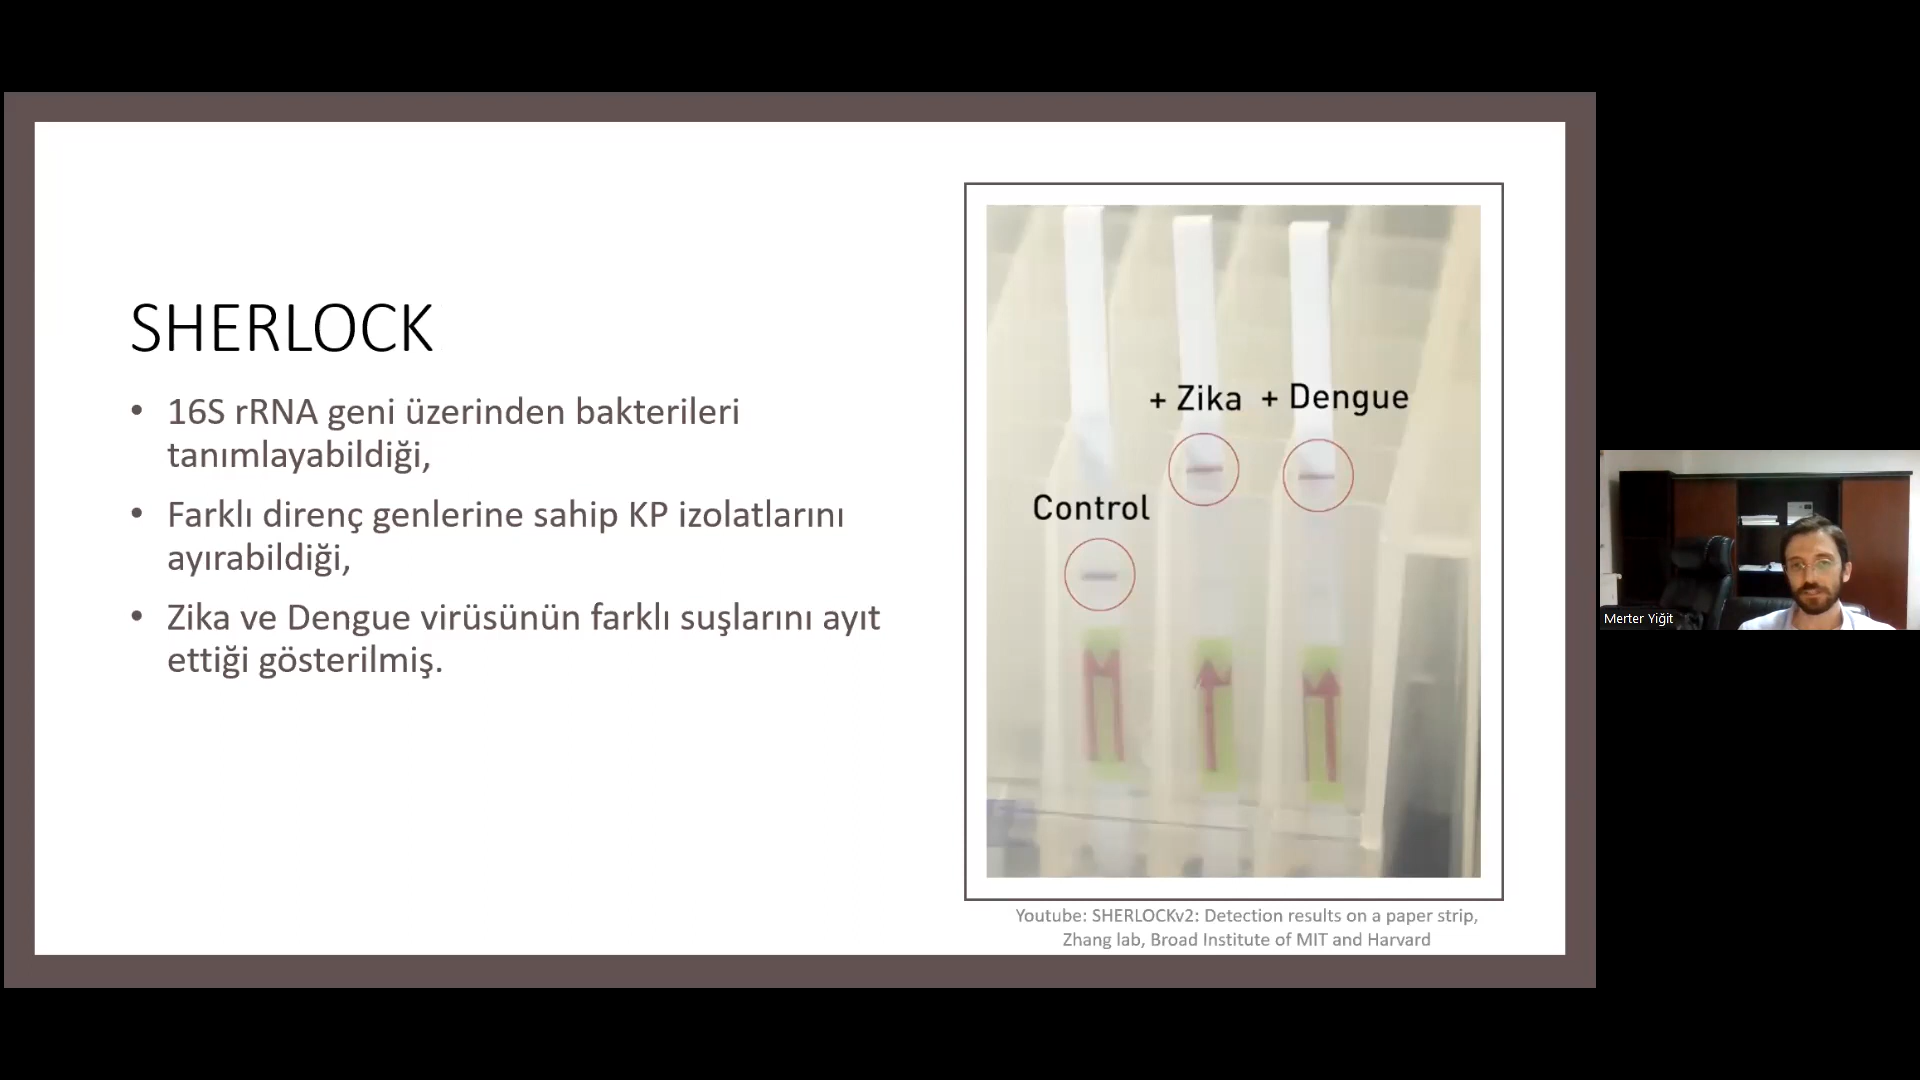 SHERLOCK
• 16S rRNA geni üzerinden bakterileri
tanımlayabildiği,
• Farklı direnç genlerine sahip KP izolatlarını
ayırabildiği,
• Zika ve Dengue virüsünün farklı suşlarını ayıt
ettiği gösterilmiş.
+ Zika + Dengue
Control
Youtube: SHERLOCKv2: Detection results on a paper strip,
Zhang lab, Broad Institute of MIT and Harvard
Merter Yiğit